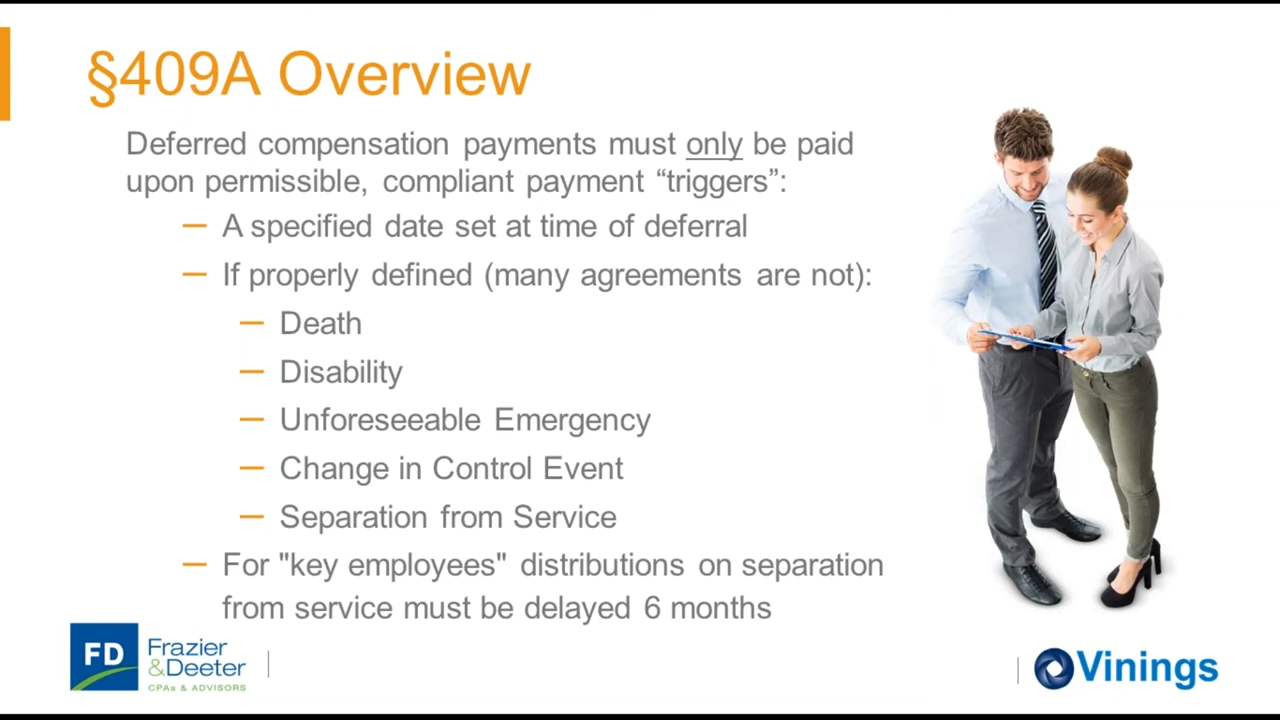 §409A Overview
Deferred compensation payments must only be paid
upon permissible, compliant payment “triggers”:
— A specified date set at time of deferral
— If properly defined (many agreements are not):
— Death
— Disability
— Unforeseeable Emergency
— Change in Control Event
— Separation from Service
— For "key employees" distributions on separation
from service must be delayed 6 months
FD
Frazier
&Deeter
CPAs & ADVISORS
Vinings